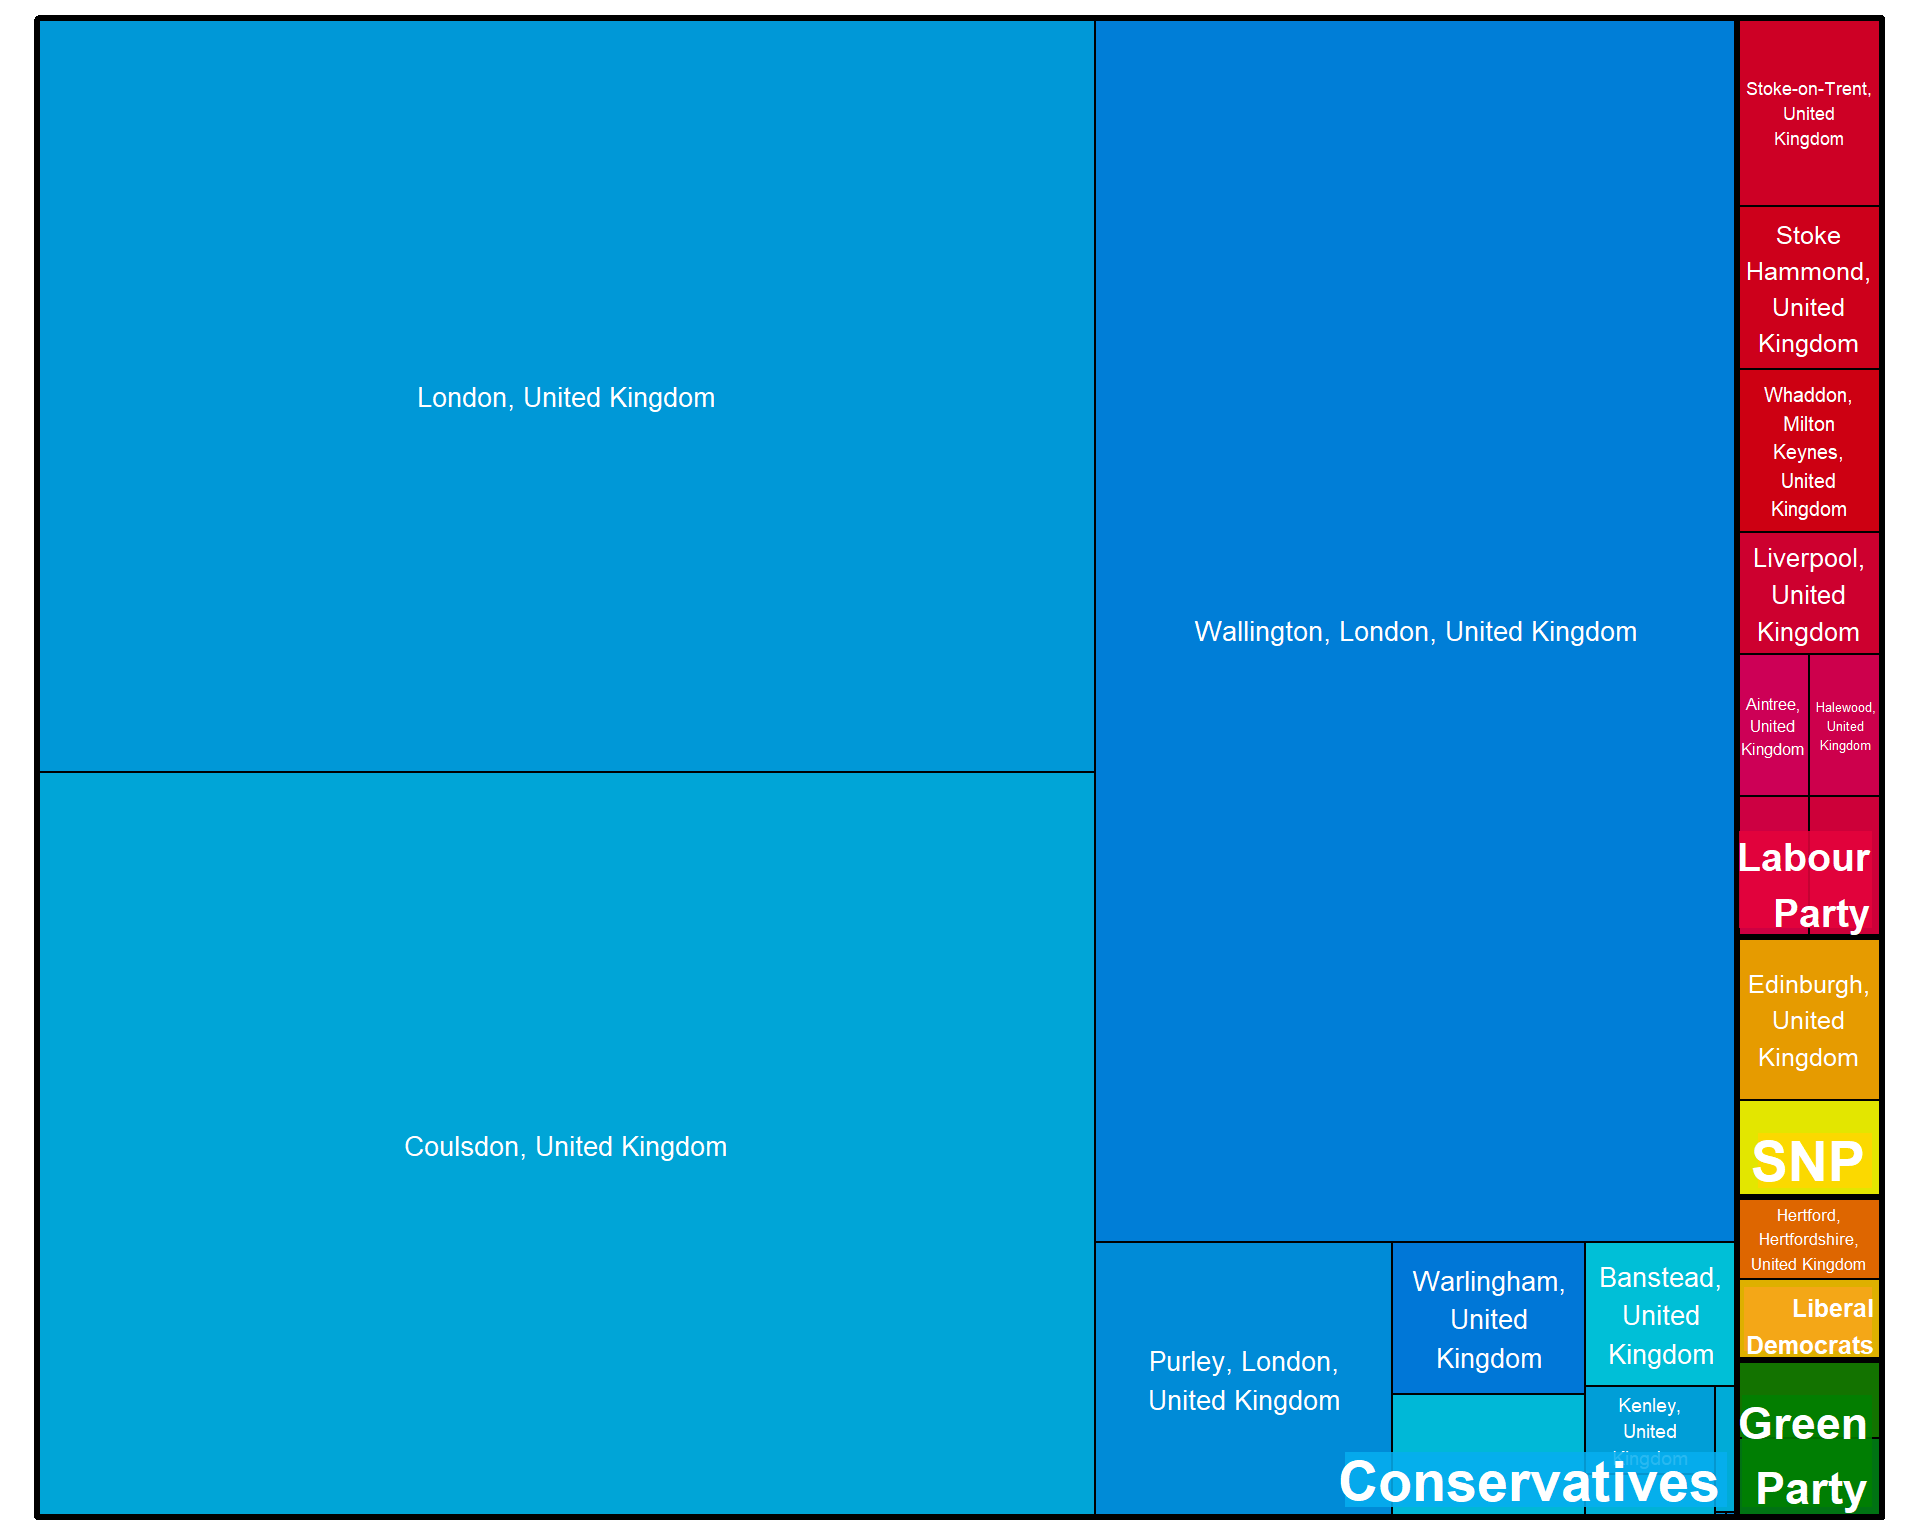 London, United Kingdom
Coulsdon, United Kingdom
Wallington, London, United Kingdom
Purley, London,
United Kingdom
Warlingham,
United
Kingdom
Banstead,
United
Kingdom
Kenley,
United
Kingdom
Conservatives
Stoke-on-Trent,
United
Kingdom
Stoke
Hammond,
United
Kingdom
Whaddon,
Milton
Keynes,
United
Kingdom
Liverpool,
United
Kingdom
Aintree,
United
Kingdom
Halewood,
United
Kingdom
Labour
Party
Edinburgh,
United
Kingdom
SNP
Hertford,
Hertfordshire,
United Kingdom
Liberal
Democrats
Green
Party